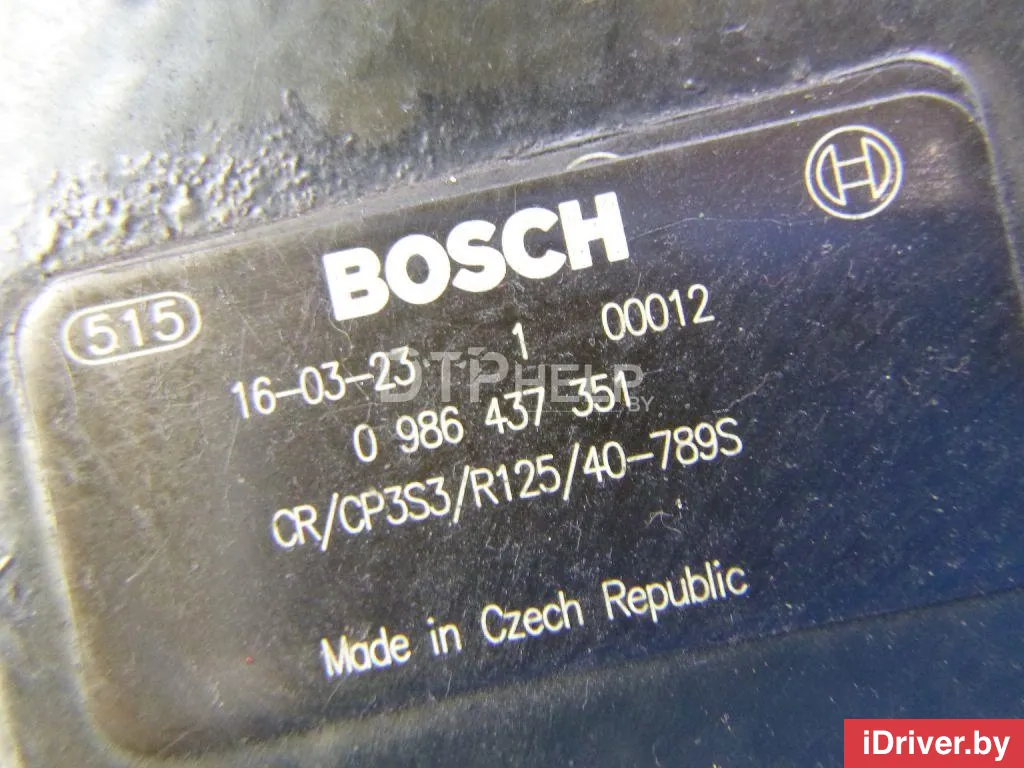 BOSCH
515
16-03-23 1 00012
0 986 437 351
CR/CP3S3/R125/40-789S
Made in Czech Republic
DTPHELP
.BY
iDriver.by